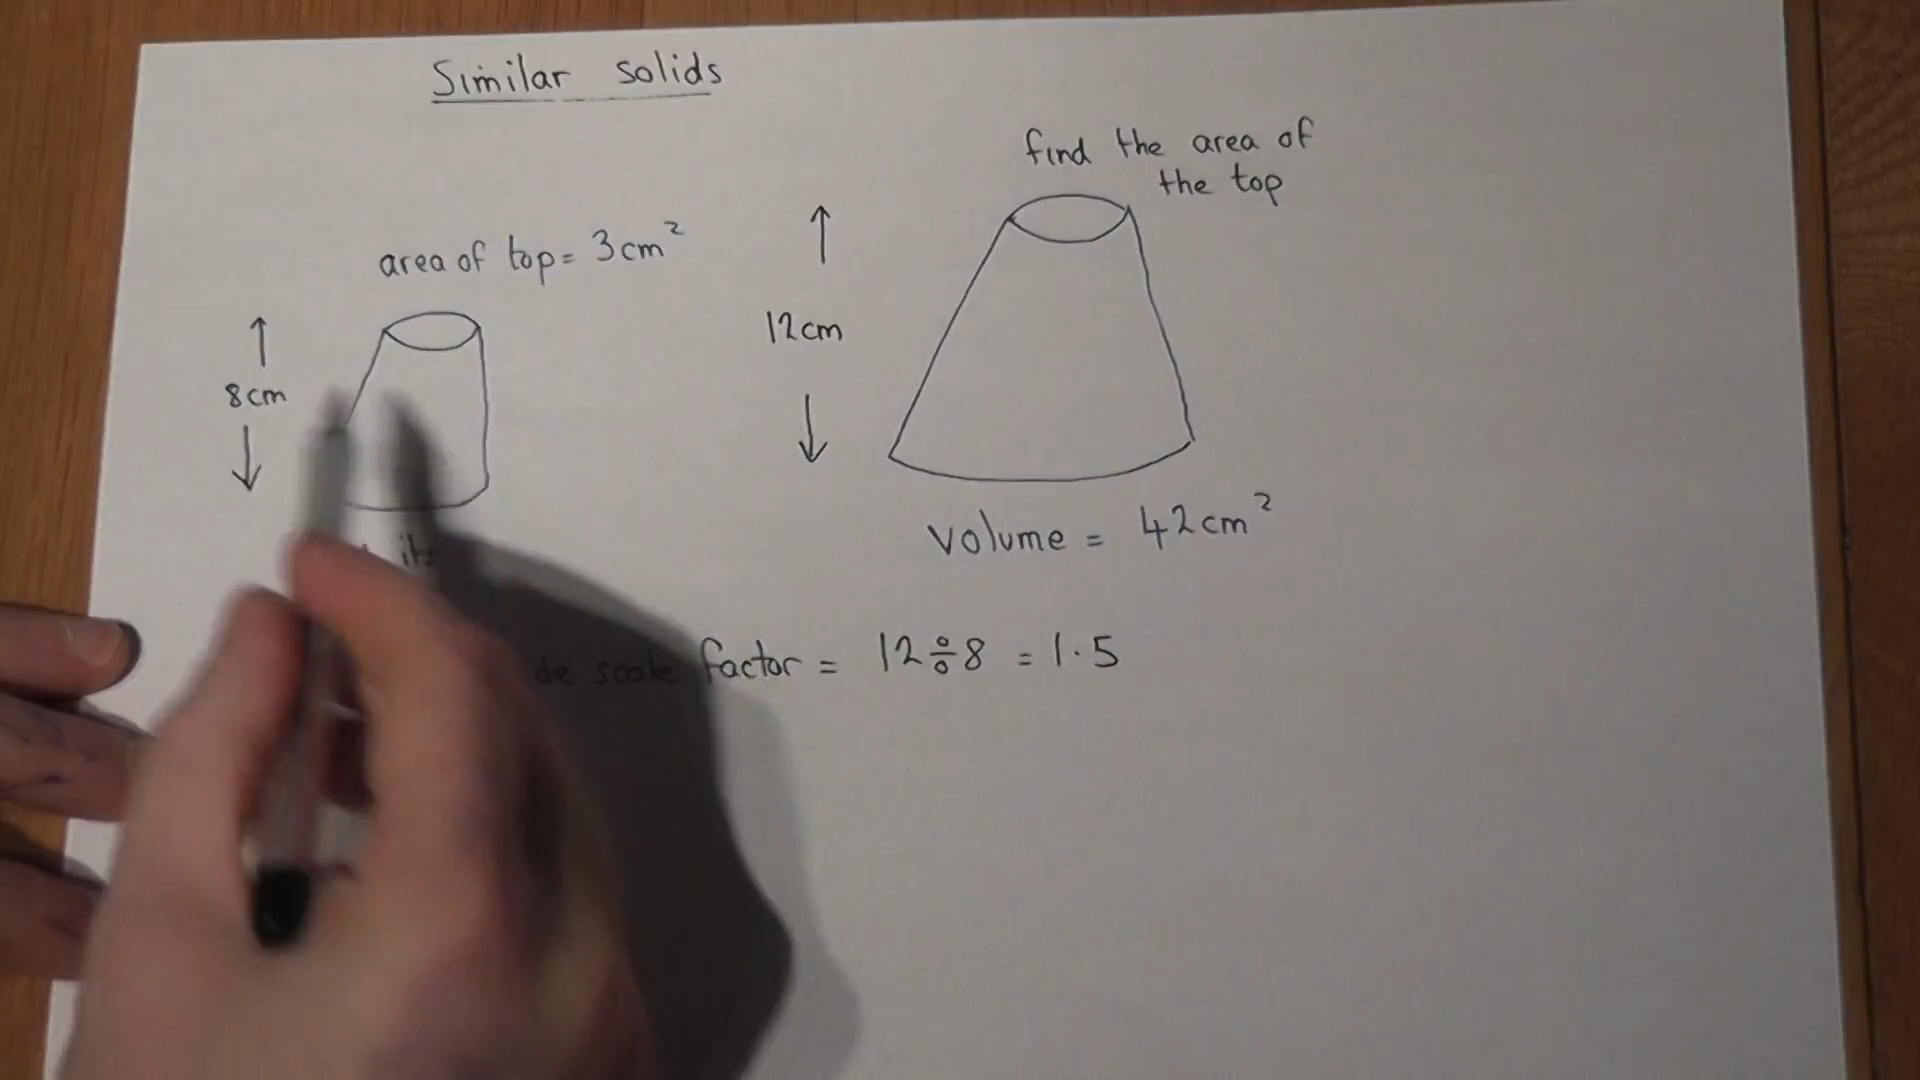 Similar solids
find the area of
the top
area of top = 3cm²
12cm
8cm
volume = 42cm²
scale factor = 12÷8 = 1.5